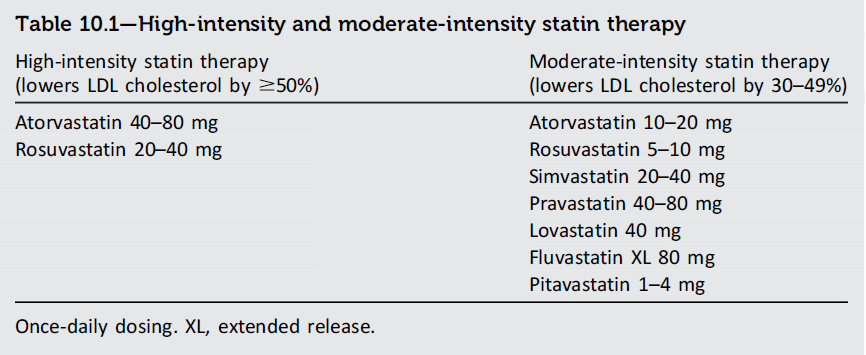 Table 10.1—High-intensity and moderate-intensity statin therapy
High-intensity statin therapy
(lowers LDL cholesterol by ≥50%)
Moderate-intensity statin therapy
(lowers LDL cholesterol by 30–49%)
Atorvastatin 40–80 mg
Atorvastatin 10–20 mg
Rosuvastatin 20–40 mg
Rosuvastatin 5–10 mg
Simvastatin 20–40 mg
Pravastatin 40–80 mg
Lovastatin 40 mg
Fluvastatin XL 80 mg
Pitavastatin 1–4 mg
Once-daily dosing. XL, extended release.